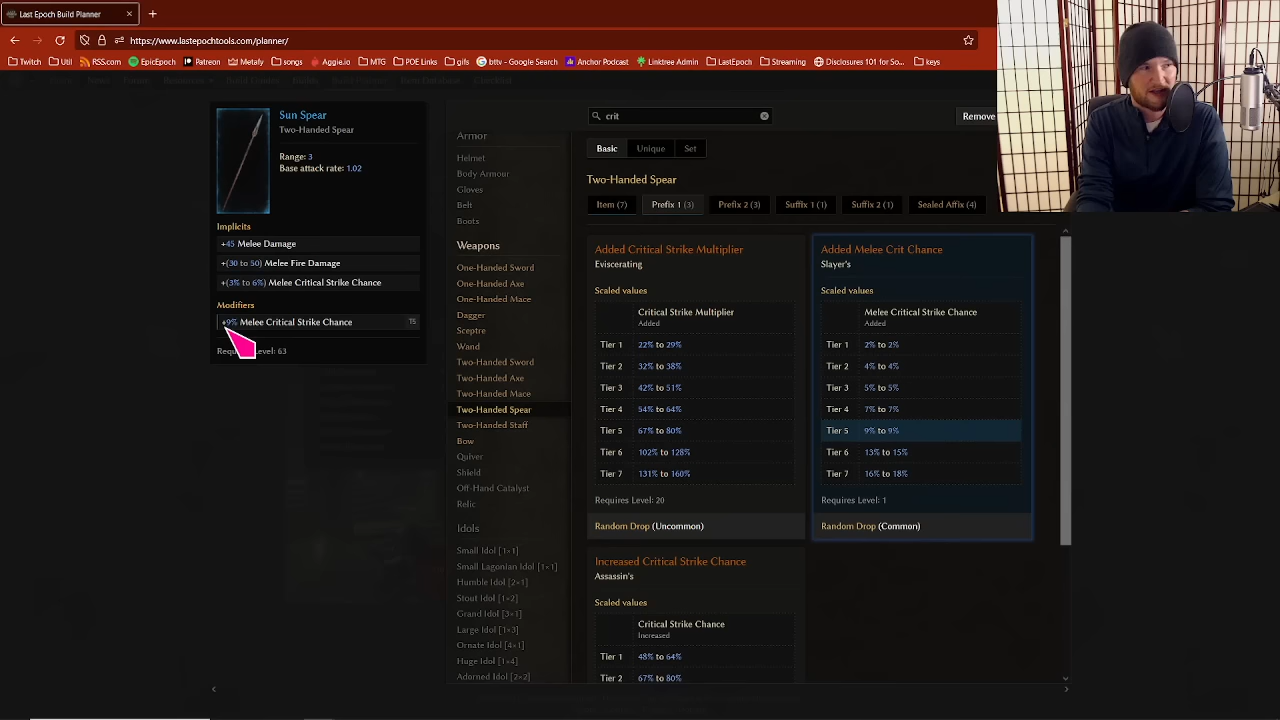 Last Epoch Build Planner
https://www.lastepochtools.com/planner/
Twitch
Util
RSS.com
EpicEpoch
Patreon
Metafy
songs
Aggie.io
MTG
POE Links
gifs
bttv - Google Search
Anchor Podcast
Linktree Admin
LastEpoch
Streaming
Disclosures 101 for So...
keys
Sun Spear
Two-Handed Spear
Range: 3
Base attack rate: 1.02
Implicits
+45 Melee Damage
+(30 to 50) Melee Fire Damage
+(3% to 6%) Melee Critical Strike Chance
Modifiers
+9% Melee Critical Strike Chance T5
Level: 63
Armor
Helmet
Body Armour
Gloves
Belt
Boots
Weapons
One-Handed Sword
One-Handed Axe
One-Handed Mace
Dagger
Sceptre
Wand
Two-Handed Sword
Two-Handed Axe
Two-Handed Mace
Two-Handed Spear
Two-Handed Staff
Bow
Quiver
Shield
Off-Hand Catalyst
Relic
Idols
Small Idol [1×1]
Small Lagonian Idol [1×1]
Humble Idol [2×1]
Stout Idol [1×2]
Grand Idol [3×1]
Large Idol [1×3]
Ornate Idol [4×1]
Huge Idol [1×4]
Adorned Idol [2×2]
crit
Remove
Basic
Unique
Set
Two-Handed Spear
Item (7)
Prefix 1 (3)
Prefix 2 (3)
Suffix 1 (1)
Suffix 2 (1)
Sealed Affix (4)
Added Critical Strike Multiplier
Eviscerating
Scaled values
Critical Strike Multiplier
Added
Tier 1 22% to 29%
Tier 2 32% to 38%
Tier 3 42% to 51%
Tier 4 54% to 64%
Tier 5 67% to 80%
Tier 6 102% to 128%
Tier 7 131% to 160%
Requires Level: 20
Random Drop (Uncommon)
Added Melee Crit Chance
Slayer's
Scaled values
Melee Critical Strike Chance
Added
Tier 1 2% to 2%
Tier 2 4% to 4%
Tier 3 5% to 5%
Tier 4 7% to 7%
Tier 5 9% to 9%
Tier 6 13% to 15%
Tier 7 16% to 18%
Requires Level: 1
Random Drop (Common)
Increased Critical Strike Chance
Assassin's
Scaled values
Critical Strike Chance
Increased
Tier 1 48% to 64%
Tier 2 67% to 80%